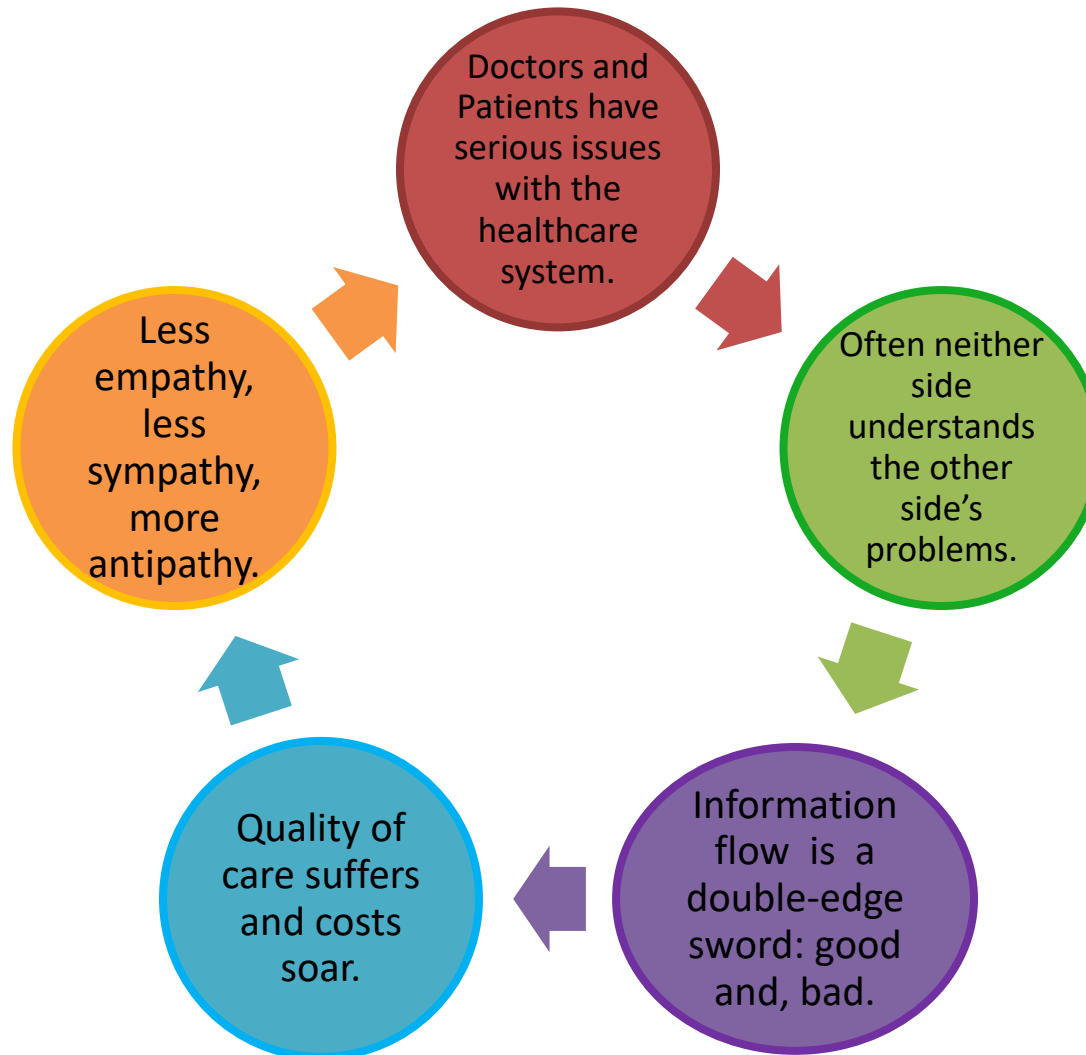 Doctors and
Patients have
serious issues
with the
healthcare
system.
Often neither
side
understands
the other
side’s
problems.
Information
flow is a
double-edge
sword: good
and, bad.
Quality of
care suffers
and costs
soar.
Less
empathy,
less
sympathy,
more
antipathy.